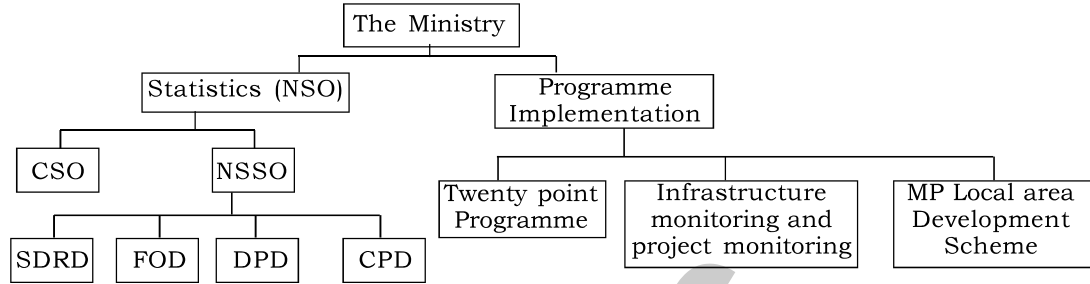 The Ministry
Statistics (NSO)
Programme
Implementation
CSO
NSSO
Twenty point
Programme
Infrastructure
monitoring and
project monitoring
MP Local area
Development
Scheme
SDRD
FOD
DPD
CPD